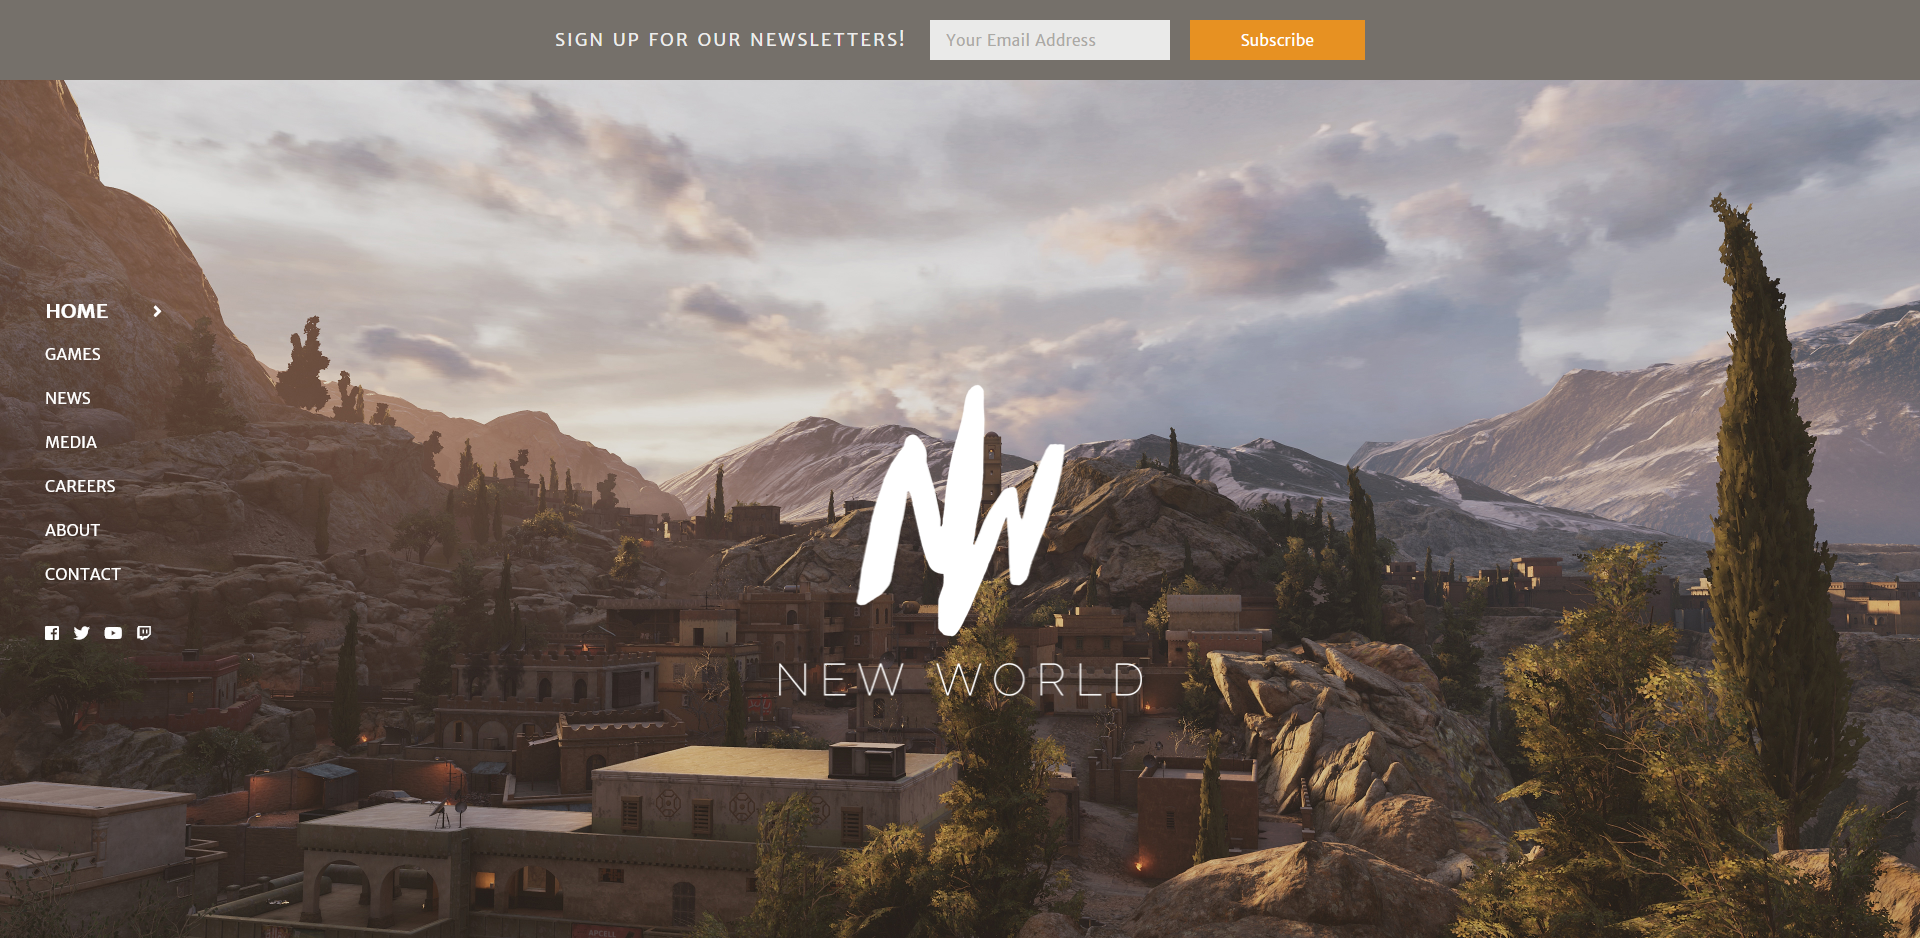 SIGN UP FOR OUR NEWSLETTERS!
Your Email Address
Subscribe
HOME
GAMES
NEWS
MEDIA
CAREERS
ABOUT
CONTACT
NW
NEW WORLD
APCELL